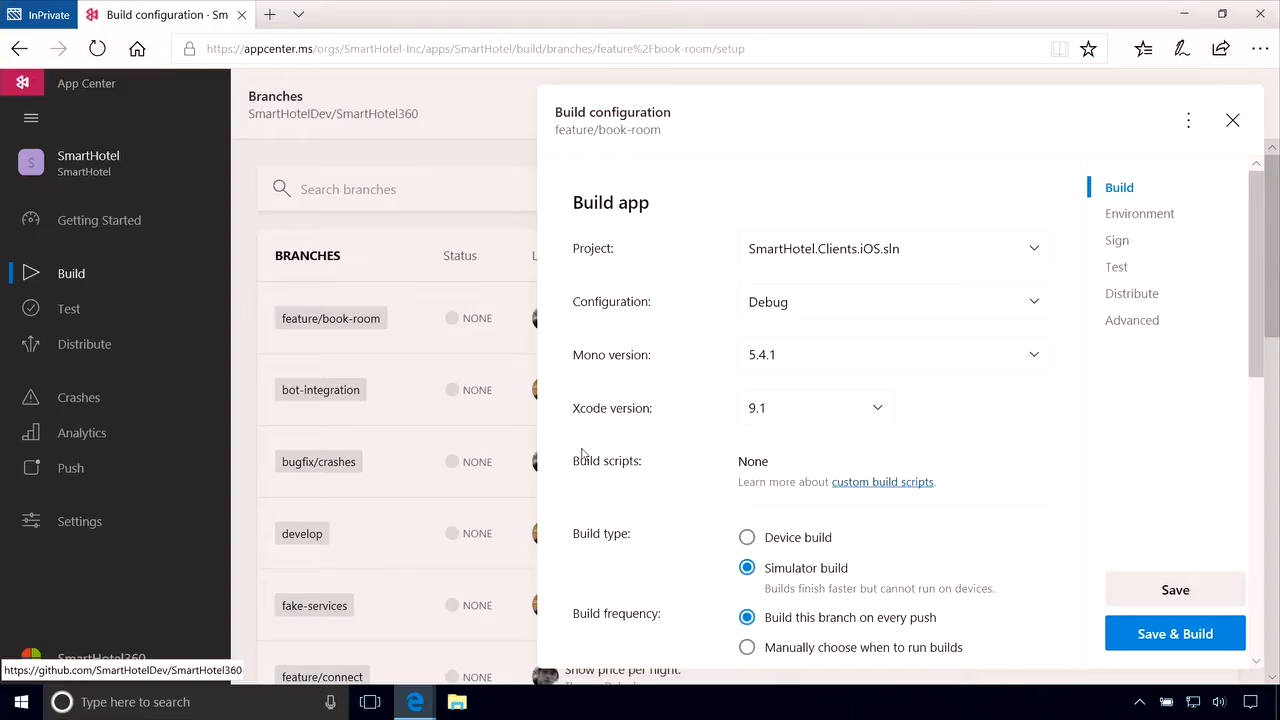 InPrivate
Build configuration · Sm
https://appcenter.ms/orgs/SmartHotel-Inc/apps/SmartHotel/build/branches/feature%2Fbook-room/setup
App Center
S
SmartHotel
SmartHotel
Getting Started
Build
Test
Distribute
Crashes
Analytics
Push
Settings
SmartHotel360
https://github.com/SmartHotelDev/SmartHotel360
Branches
SmartHotelDev/SmartHotel360
Search branches
BRANCHES
Status
L
feature/book-room
NONE
bot-integration
NONE
bugfix/crashes
NONE
develop
NONE
fake-services
NONE
feature/connect
NONE
Show price per night.
Build configuration
feature/book-room
Build app
Project:
SmartHotel.Clients.iOS.sln
Configuration:
Debug
Mono version:
5.4.1
Xcode version:
9.1
Build scripts:
None
Learn more about custom build scripts.
Build type:
Device build
Simulator build
Builds finish faster but cannot run on devices.
Build frequency:
Build this branch on every push
Manually choose when to run builds
Build
Environment
Sign
Test
Distribute
Advanced
Save
Save & Build
Type here to search